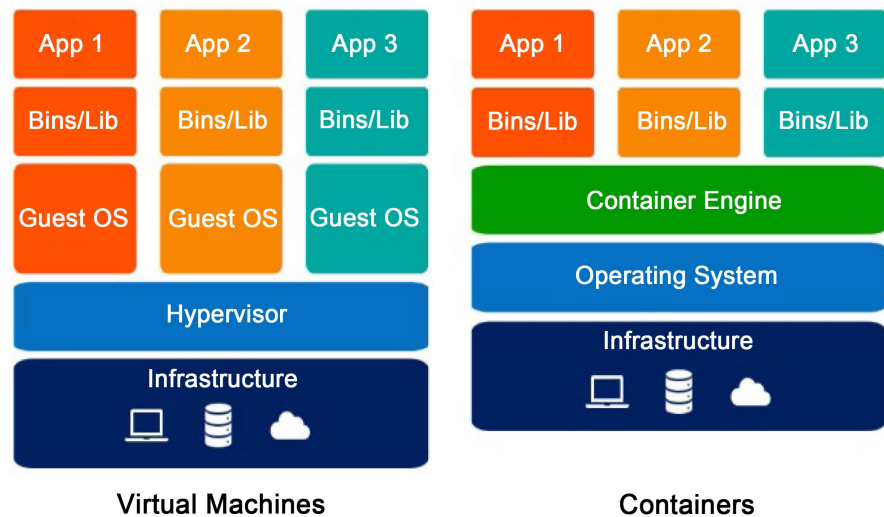 App 1
App 2
App 3
Bins/Lib
Bins/Lib
Bins/Lib
Guest OS
Guest OS
Guest OS
Hypervisor
Infrastructure
Virtual Machines
App 1
App 2
App 3
Bins/Lib
Bins/Lib
Bins/Lib
Container Engine
Operating System
Infrastructure
Containers